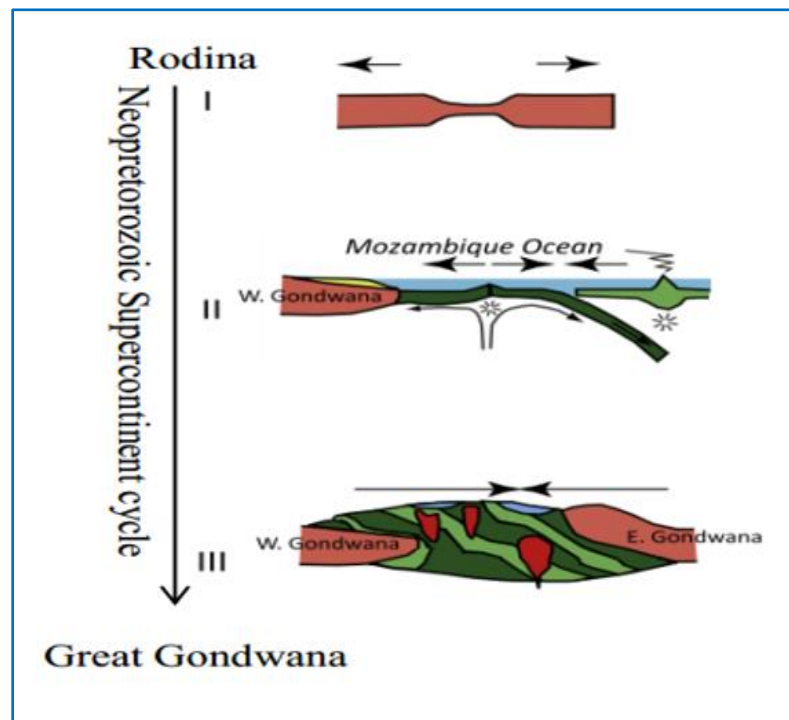 Rodina
Neopretorozoic Supercontinent cycle
I
Mozambique Ocean
W. Gondwana
II
W. Gondwana
E. Gondwana
III
Great Gondwana